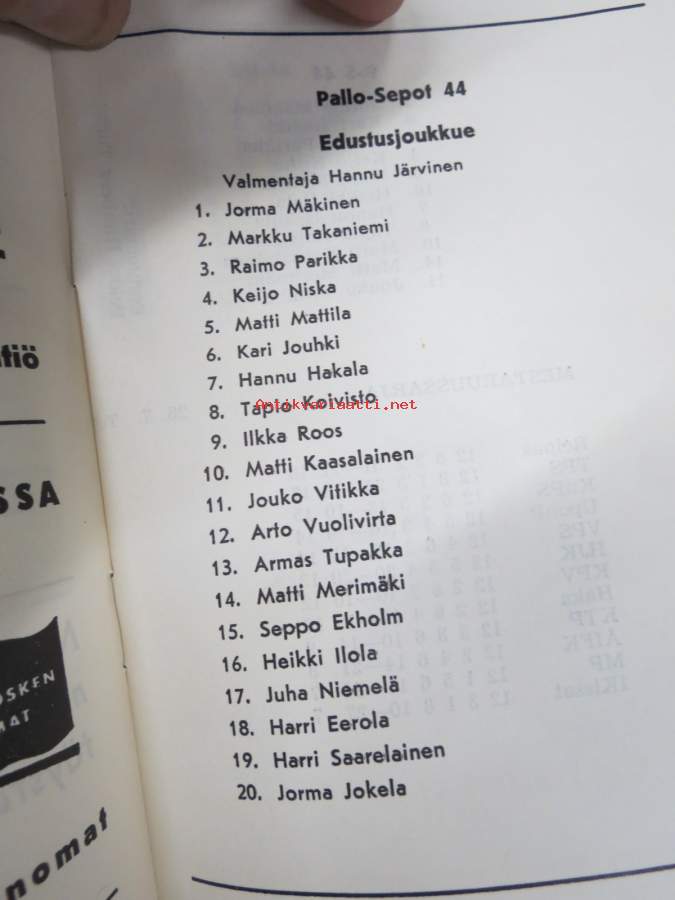 Pallo-Sepot 44
Edustusjoukkue
Valmentaja Hannu Järvinen
1. Jorma Mäkinen
2. Markku Takaniemi
3. Raimo Parikka
4. Keijo Niska
5. Matti Mattila
6. Kari Jouhki
7. Hannu Hakala
8. Tapio Koivisto
Antikvariaatti.net
9. Ilkka Roos
10. Matti Kaasalainen
11. Jouko Vitikka
12. Arto Vuolivirta
13. Armas Tupakka
14. Matti Merimäki
15. Seppo Ekholm
16. Heikki Ilola
17. Juha Niemelä
18. Harri Eerola
19. Harri Saarelainen
20. Jorma Jokela
tiö
SSA
OSKEN
MAT
nomat